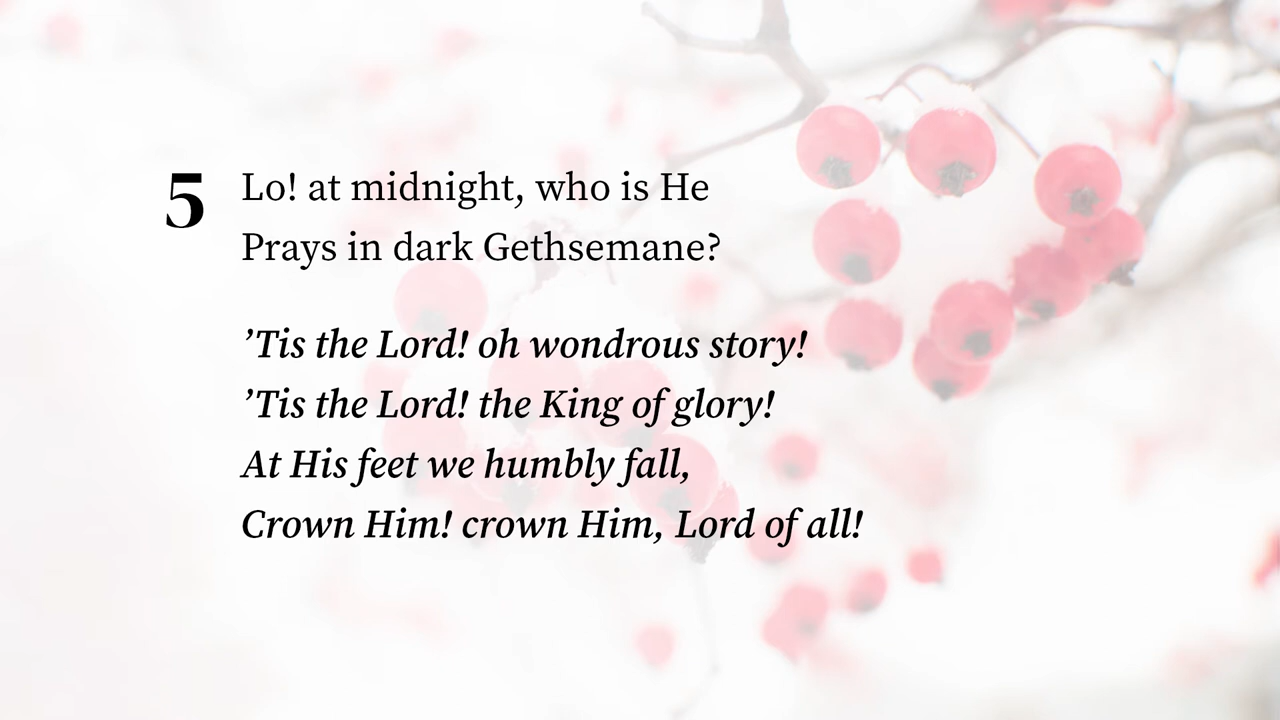 5 Lo! at midnight, who is He
Prays in dark Gethsemane?
’Tis the Lord! oh wondrous story!
’Tis the Lord! the King of glory!
At His feet we humbly fall,
Crown Him! crown Him, Lord of all!